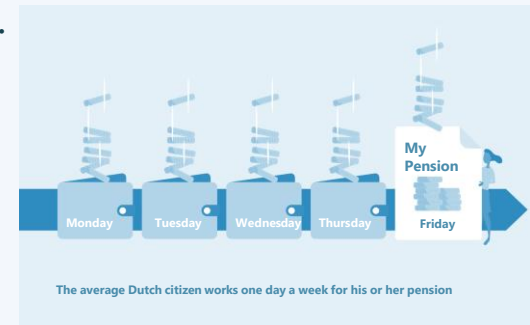 My
Pension
Monday
Tuesday
Wednesday
Thursday
Friday
The average Dutch citizen works one day a week for his or her pension